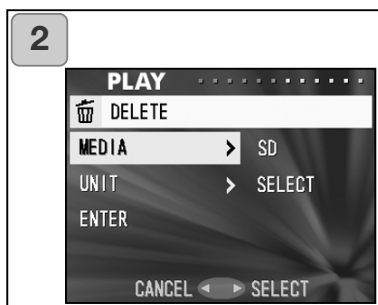 2
PLAY
DELETE
MEDIA > SD
UNIT > SELECT
ENTER
CANCEL ◄ ► SELECT